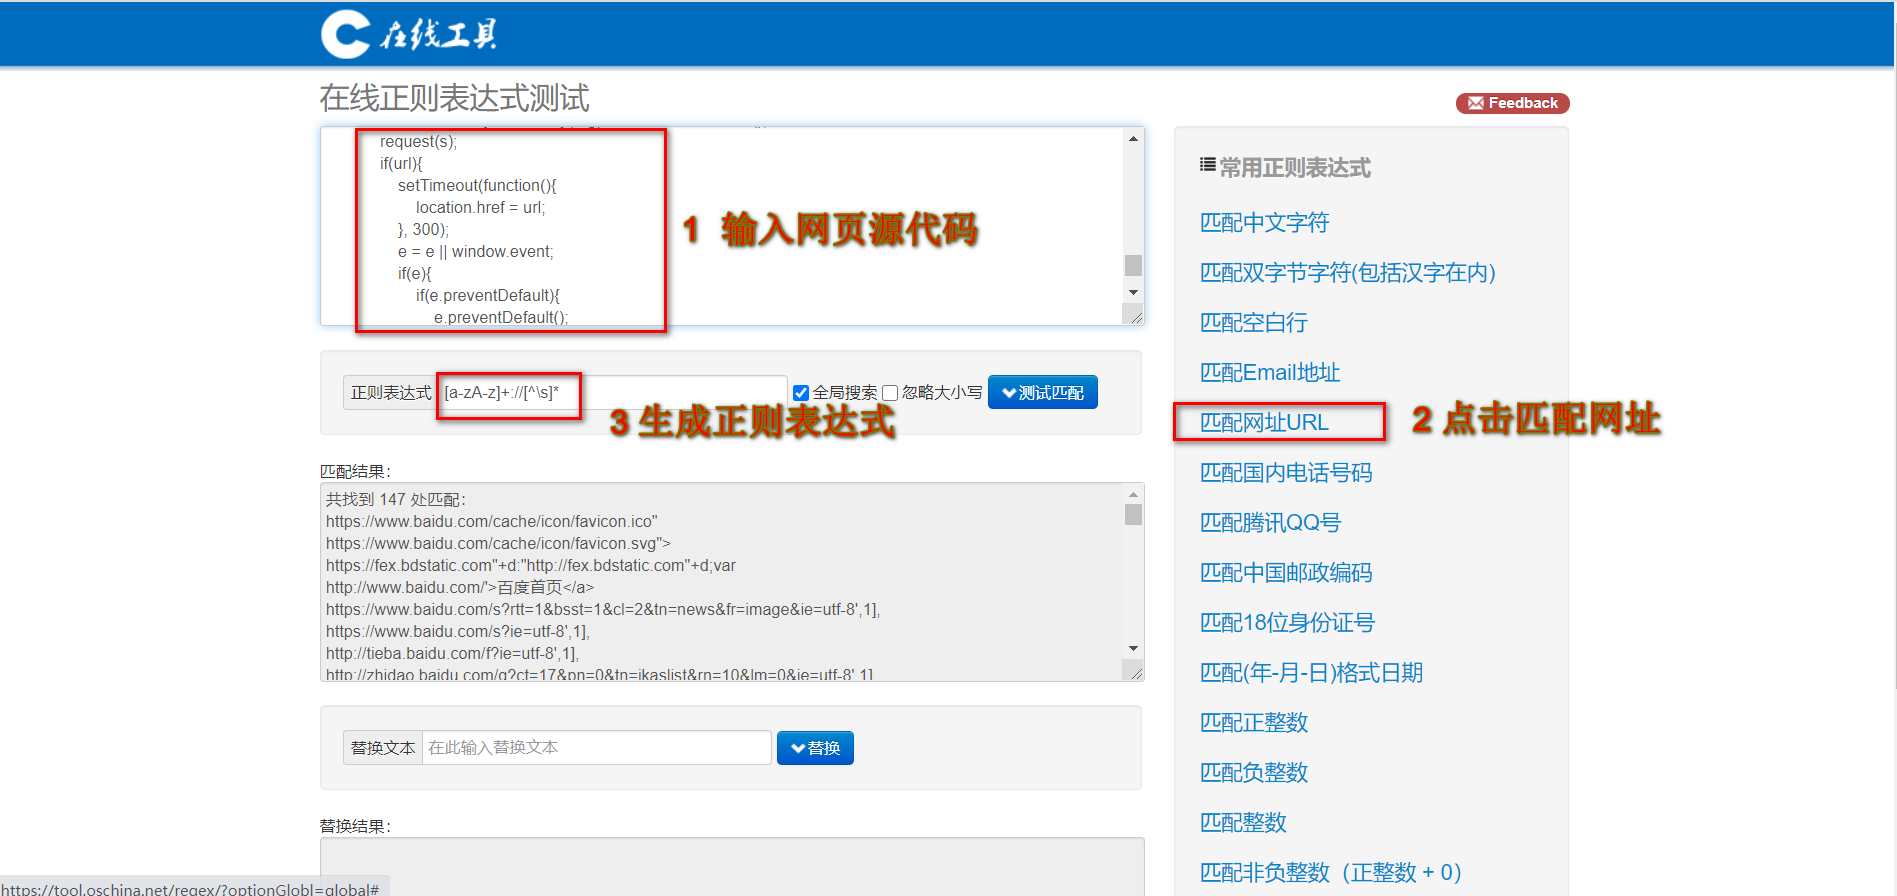 在线工具
在线正则表达式测试
Feedback
request(s);
if(url){
setTimeout(function(){
location.href = url;
}, 300);
e = e || window.event;
if(e){
if(e.preventDefault){
e.preventDefault();
1 输入网页源代码
正则表达式 [a-zA-z]+://[^\s]* 全局搜索 忽略大小写 测试匹配
3 生成正则表达式
匹配结果：
共找到 147 处匹配：
https://www.baidu.com/cache/icon/favicon.ico"
https://www.baidu.com/cache/icon/favicon.svg">
https://fex.bdstatic.com"+d:"http://fex.bdstatic.com"+d;var
http://www.baidu.com/'>百度首页</a>
https://www.baidu.com/s?rtt=1&bsst=1&cl=2&tn=news&fr=image&ie=utf-8',1],
https://www.baidu.com/s?ie=utf-8',1],
http://tieba.baidu.com/f?ie=utf-8',1],
http://zhidao.baidu.com/q?ct=17&pn=0&tn=ikaslist&rn=10&lm=0&ie=utf-8',1]
替换文本 在此输入替换文本 替换
替换结果：
常用正则表达式
匹配中文字符
匹配双字节字符(包括汉字在内)
匹配空白行
匹配Email地址
匹配网址URL
2 点击匹配网址
匹配国内电话号码
匹配腾讯QQ号
匹配中国邮政编码
匹配18位身份证号
匹配(年-月-日)格式日期
匹配正整数
匹配负整数
匹配整数
匹配非负整数（正整数 + 0）
https://tool.oschina.net/regex/?optionGlobl=global#